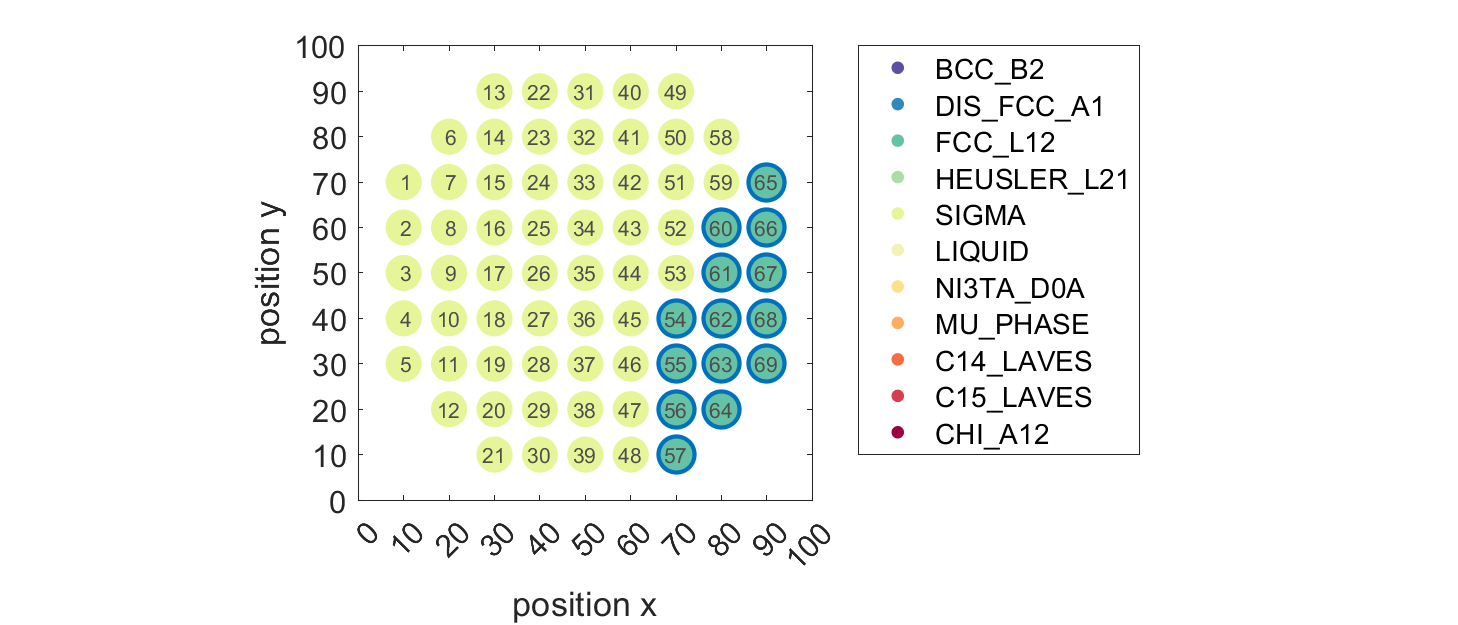 100
90 13 22 31 40 49
80 6 14 23 32 41 50 58
70 1 7 15 24 33 42 51 59 65
60 2 8 16 25 34 43 52 60 66
50 3 9 17 26 35 44 53 61 67
40 4 10 18 27 36 45 54 62 68
30 5 11 19 28 37 46 55 63 69
20 12 20 29 38 47 56 64
10 21 30 39 48 57
0
0 10 20 30 40 50 60 70 80 90 100
position x
position y
BCC_B2
DIS_FCC_A1
FCC_L12
HEUSLER_L21
SIGMA
LIQUID
NI3TA_D0A
MU_PHASE
C14_LAVES
C15_LAVES
CHI_A12